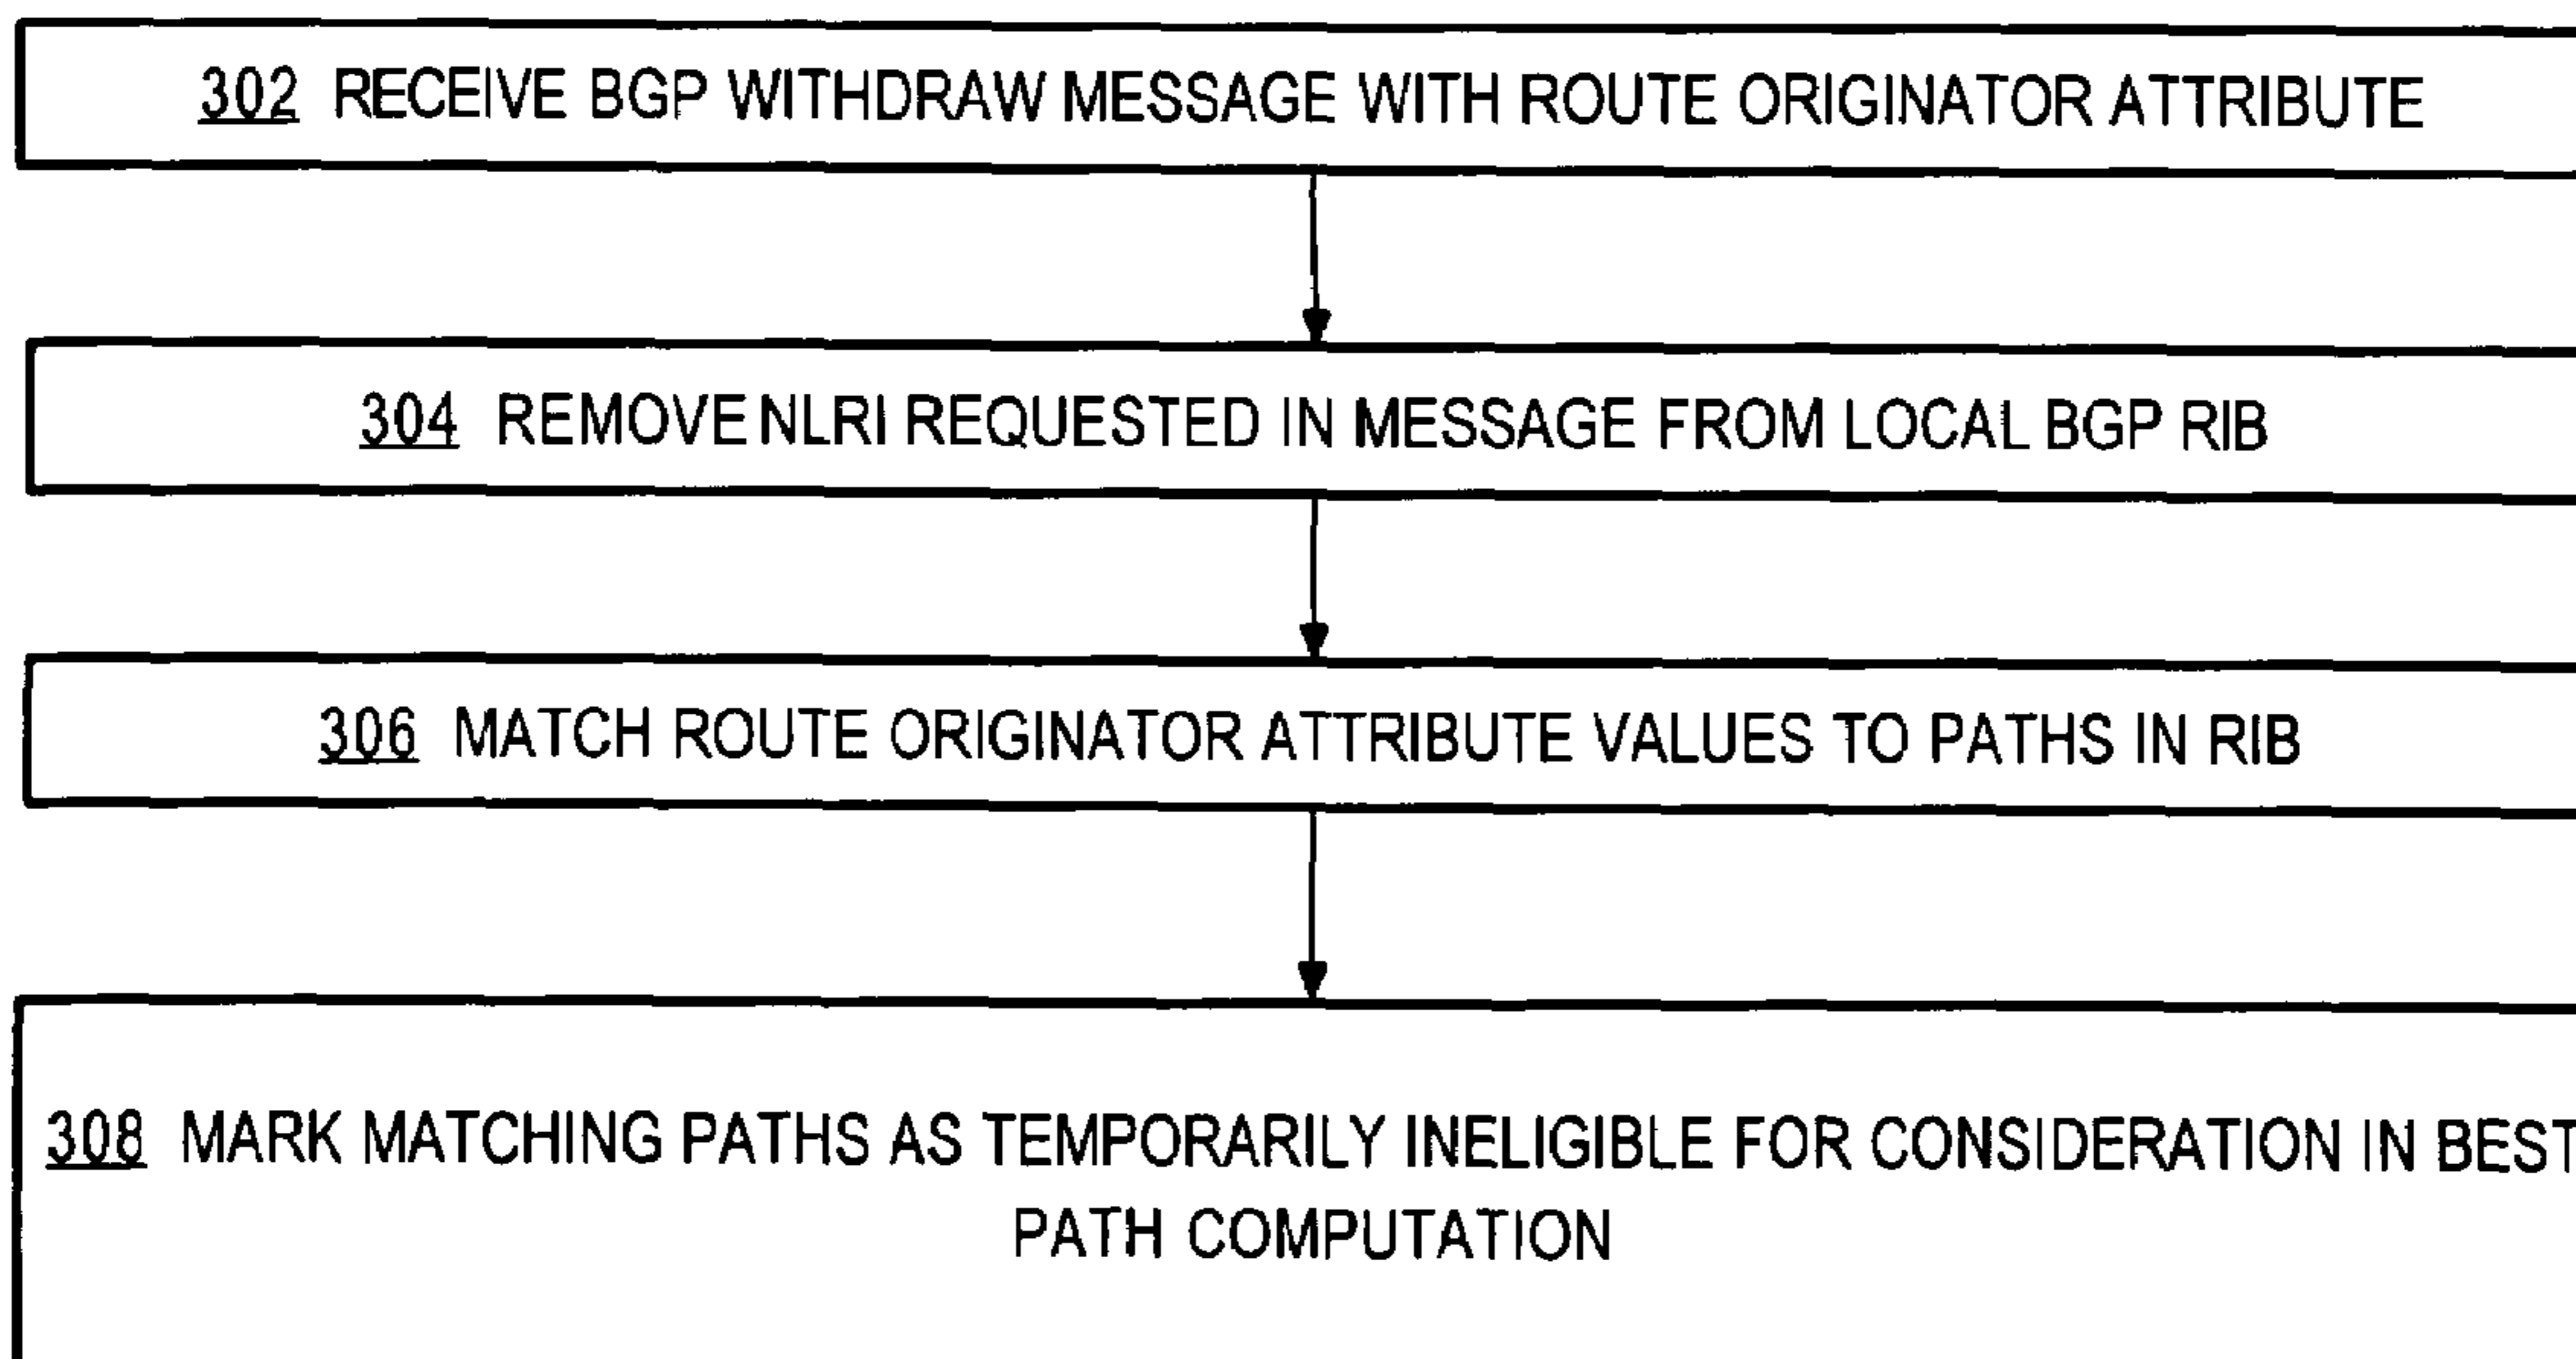 302 RECEIVE BGP WITHDRAW MESSAGE WITH ROUTE ORIGINATOR ATTRIBUTE
304 REMOVE NLRI REQUESTED IN MESSAGE FROM LOCAL BGP RIB
306 MATCH ROUTE ORIGINATOR ATTRIBUTE VALUES TO PATHS IN RIB
308 MARK MATCHING PATHS AS TEMPORARILY INELIGIBLE FOR CONSIDERATION IN BEST
PATH COMPUTATION